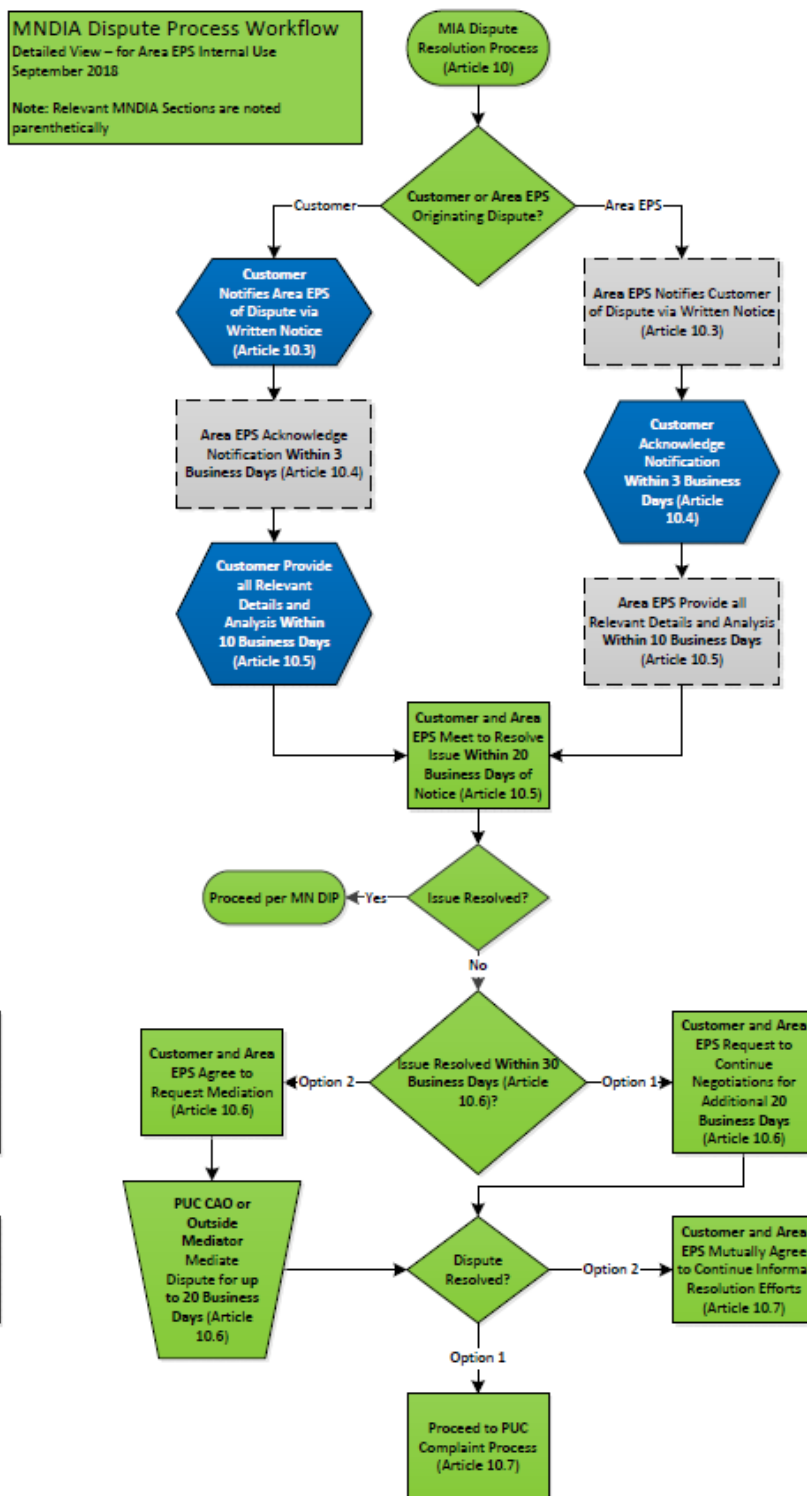 MNDIA Dispute Process Workflow
Detailed View – for Area EPS Internal Use
September 2018
Note: Relevant MNDIA Sections are noted
parenthetically
MIA Dispute
Resolution Process
(Article 10)
Customer or Area EPS
Originating Dispute?
Customer
Area EPS
Customer
Notifies Area EPS
of Dispute via
Written Notice
(Article 10.3)
Area EPS Notifies Customer
of Dispute via Written Notice
(Article 10.3)
Area EPS Acknowledge
Notification Within 3
Business Days (Article 10.4)
Customer
Acknowledge
Notification
Within 3 Business
Days (Article
10.4)
Customer Provide
all Relevant
Details and
Analysis Within
10 Business Days
(Article 10.5)
Area EPS Provide all
Relevant Details and Analysis
Within 10 Business Days
(Article 10.5)
Customer and Area
EPS Meet to Resolve
Issue Within 20
Business Days of
Notice (Article 10.5)
Issue Resolved?
Yes
Proceed per MN DIP
No
Issue Resolved Within 30
Business Days (Article
10.6)?
Option 2
Option 1
Customer and Area
EPS Agree to
Request Mediation
(Article 10.6)
Customer and Area
EPS Request to
Continue
Negotiations for
Additional 20
Business Days
(Article 10.6)
PUC CAO or
Outside
Mediator
Mediate
Dispute for up
to 20 Business
Days (Article
10.6)
Dispute
Resolved?
Option 2
Customer and Area
EPS Mutually Agree
to Continue Informa
Resolution Efforts
(Article 10.7)
Option 1
Proceed to PUC
Complaint Process
(Article 10.7)